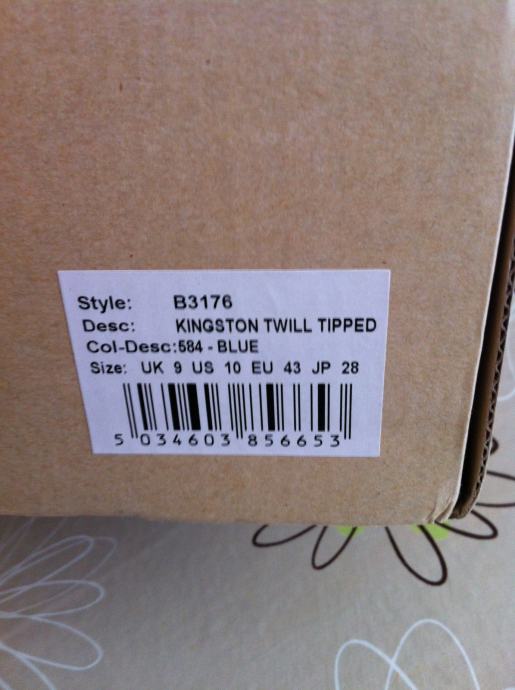 Style: B3176
Desc: KINGSTON TWILL TIPPED
Col-Desc:584 - BLUE
Size: UK 9 US 10 EU 43 JP 28
5 034603 856653